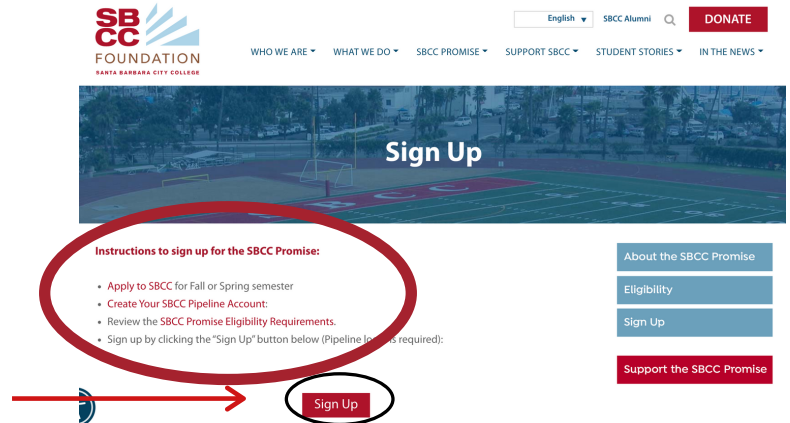 SB
CC
FOUNDATION
SANTA BARBARA CITY COLLEGE
English
SBCC Alumni
DONATE
WHO WE ARE
WHAT WE DO
SBCC PROMISE
SUPPORT SBCC
STUDENT STORIES
IN THE NEWS
Sign Up
SBCC
Instructions to sign up for the SBCC Promise:
Apply to SBCC for Fall or Spring semester
Create Your SBCC Pipeline Account:
Review the SBCC Promise Eligibility Requirements.
Sign up by clicking the "Sign Up" button below (Pipeline required):
Sign Up
About the SBCC Promise
Eligibility
Sign Up
Support the SBCC Promise